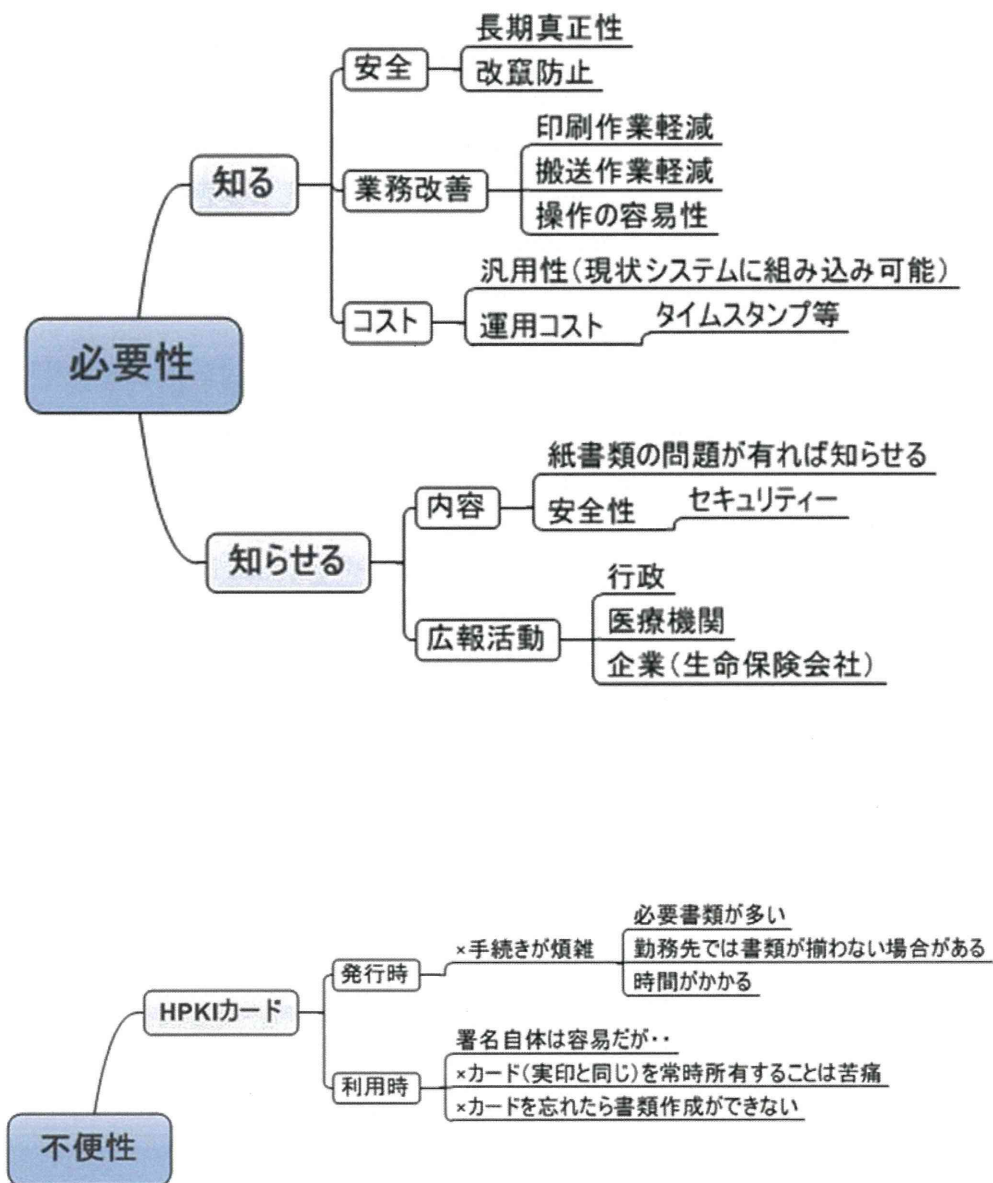 必要性
知る
安全
長期真正性
改竄防止
業務改善
印刷作業軽減
搬送作業軽減
操作の容易性
コスト
汎用性(現状システムに組み込み可能)
運用コスト
タイムスタンプ等
知らせる
内容
紙書類の問題が有れば知らせる
安全性
セキュリティー
広報活動
行政
医療機関
企業(生命保険会社)
不便性
HPKIカード
発行時
×手続きが煩雑
必要書類が多い
勤務先では書類が揃わない場合がある
時間がかかる
利用時
署名自体は容易だが・・
×カード(実印と同じ)を常時所有することは苦痛
×カードを忘れたら書類作成ができない